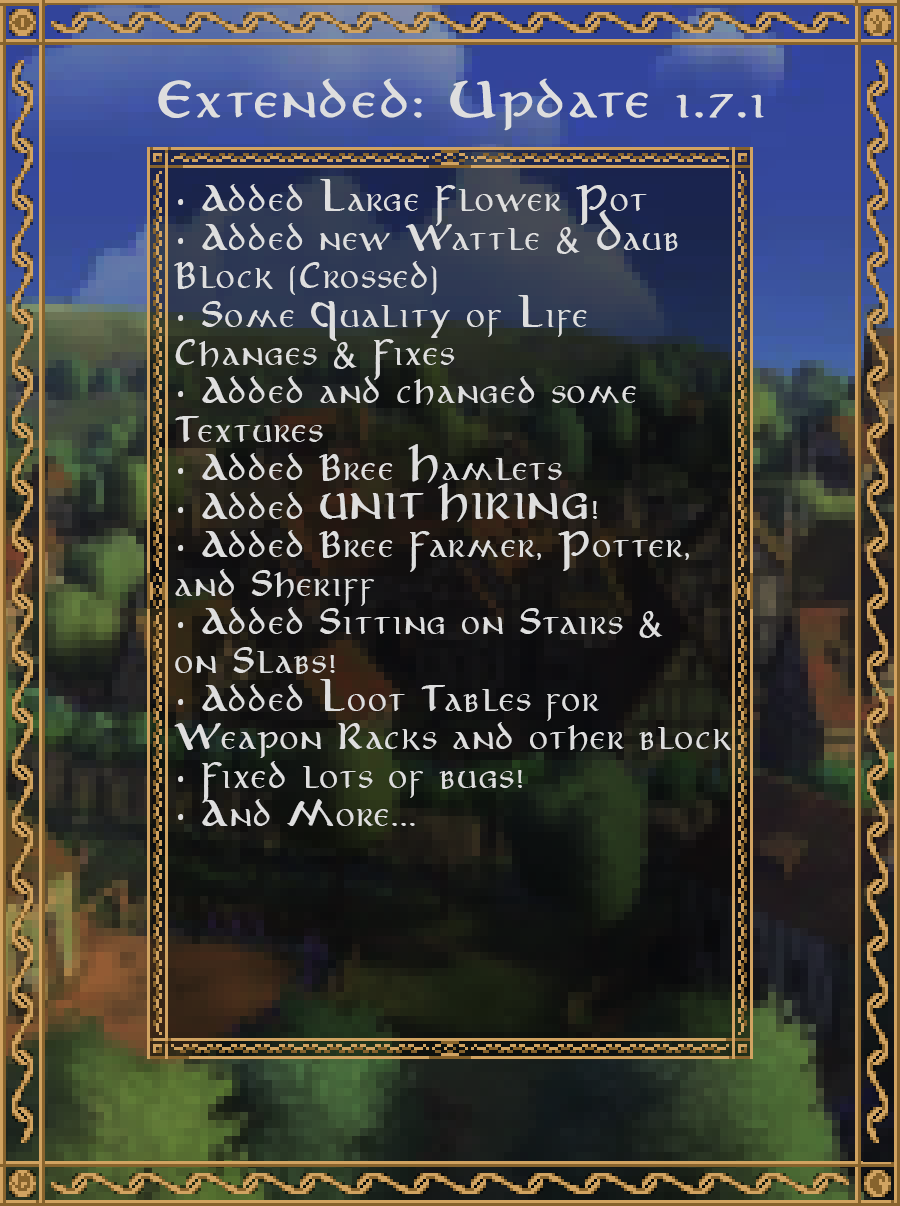 Extended: Update 1.7.1
• Added Large Flower Pot
• Added new Wattle & Daub
Block (Crossed)
• Some Quality of Life
Changes & Fixes
• Added and changed some
Textures
• Added Bree Hamlets
• Added UNIT HIRING!
• Added Bree Farmer, Potter,
and Sheriff
• Added Sitting on Stairs &
on Slabs!
• Added Loot Tables for
Weapon Racks and other block
• Fixed lots of bugs!
• And More...